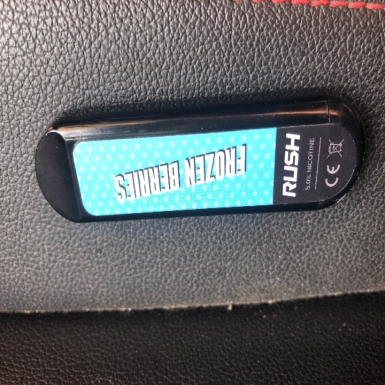 FROZEN BERRIES
RUSH
5.0% NICOTINE
CE